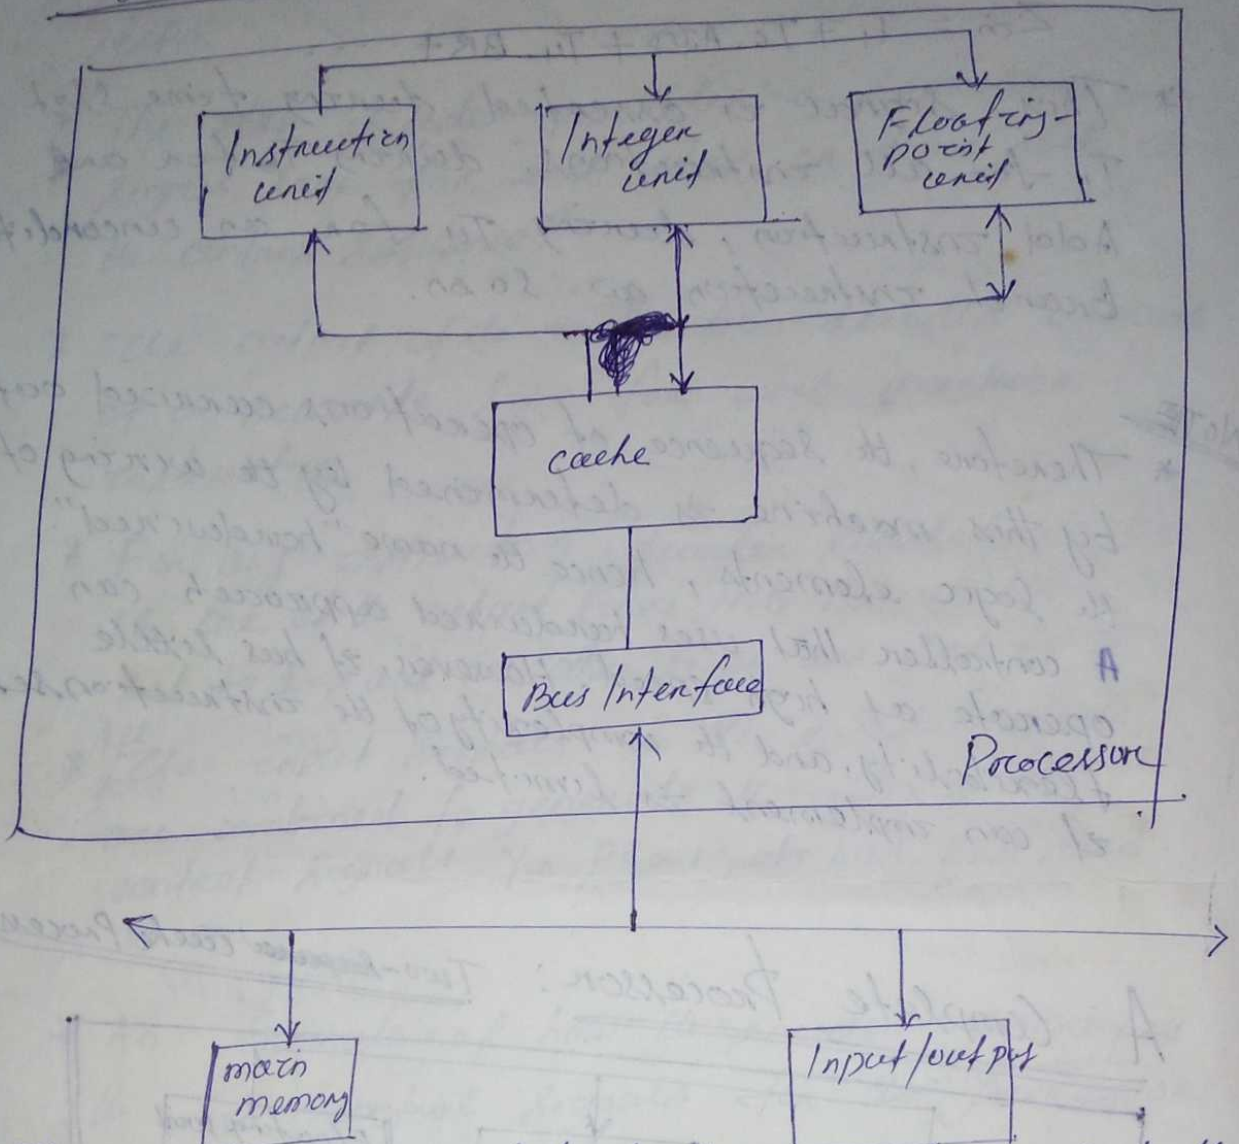 Instruction
unit
Integer
unit
Floating-
point
unit
cache
Bus Interface
Processor
main
memory
Input/output